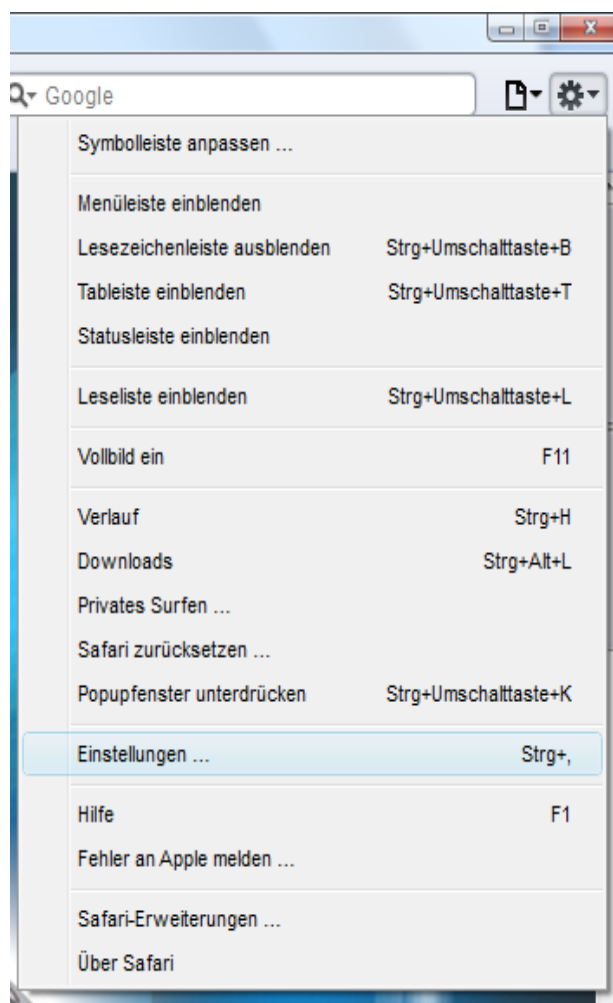 Google
Symbolleiste anpassen ...
Menüleiste einblenden
Lesezeichenleiste ausblenden Strg+Umschalttaste+B
Tableiste einblenden Strg+Umschalttaste+T
Statusleiste einblenden
Leseliste einblenden Strg+Umschalttaste+L
Vollbild ein F11
Verlauf Strg+H
Downloads Strg+Alt+L
Privates Surfen ...
Safari zurücksetzen ...
Popupfenster unterdrücken Strg+Umschalttaste+K
Einstellungen ... Strg+,
Hilfe F1
Fehler an Apple melden ...
Safari-Erweiterungen ...
Über Safari